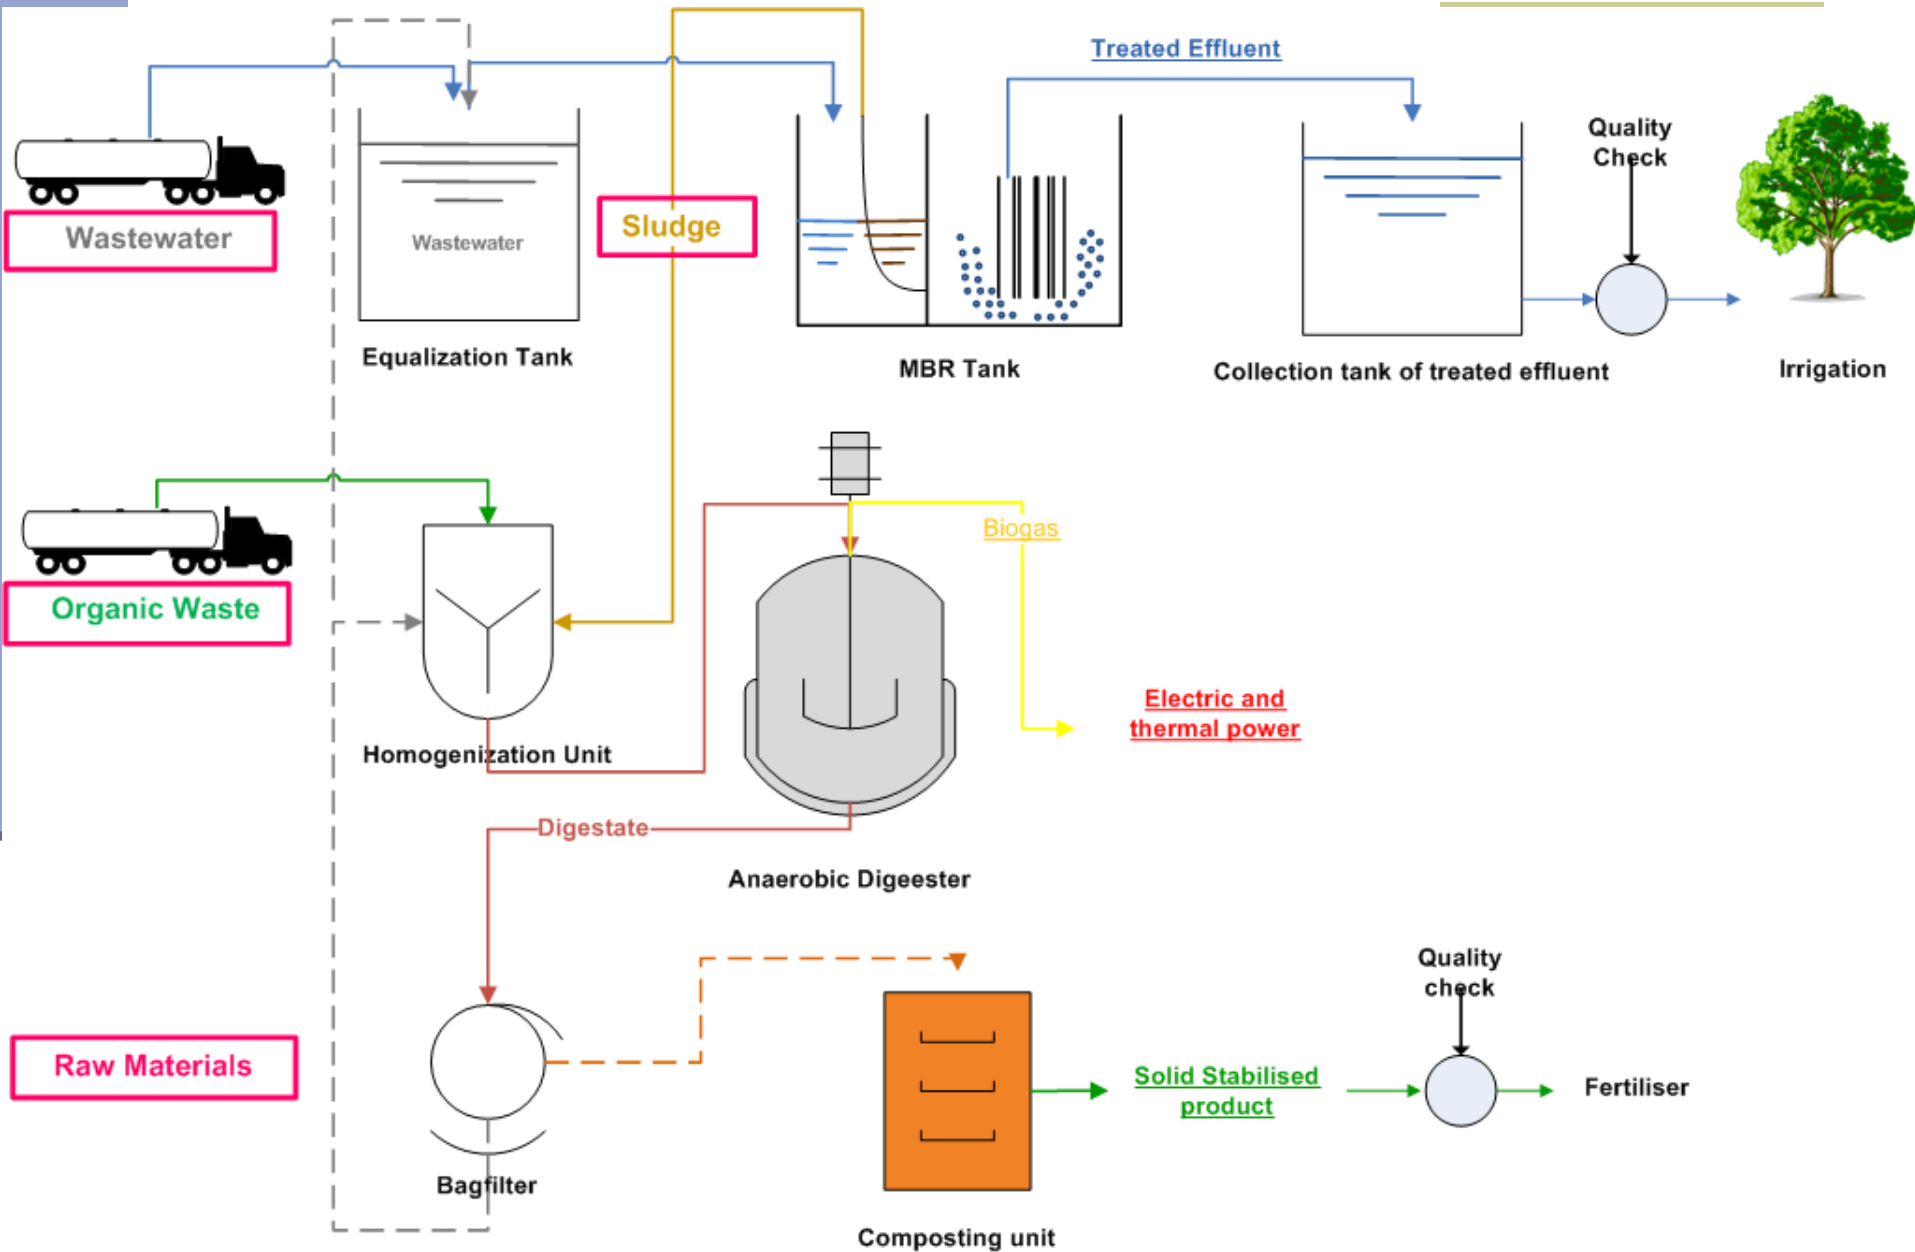 Treated Effluent
Quality
Check
Wastewater
Wastewater
Sludge
Equalization Tank
MBR Tank
Collection tank of treated effluent
Irrigation
Biogas
Organic Waste
Electric and
thermal power
Homogenization Unit
Digestate
Anaerobic Digeester
Quality
check
Raw Materials
Solid Stabilised
product
Fertiliser
Bagfilter
Composting unit